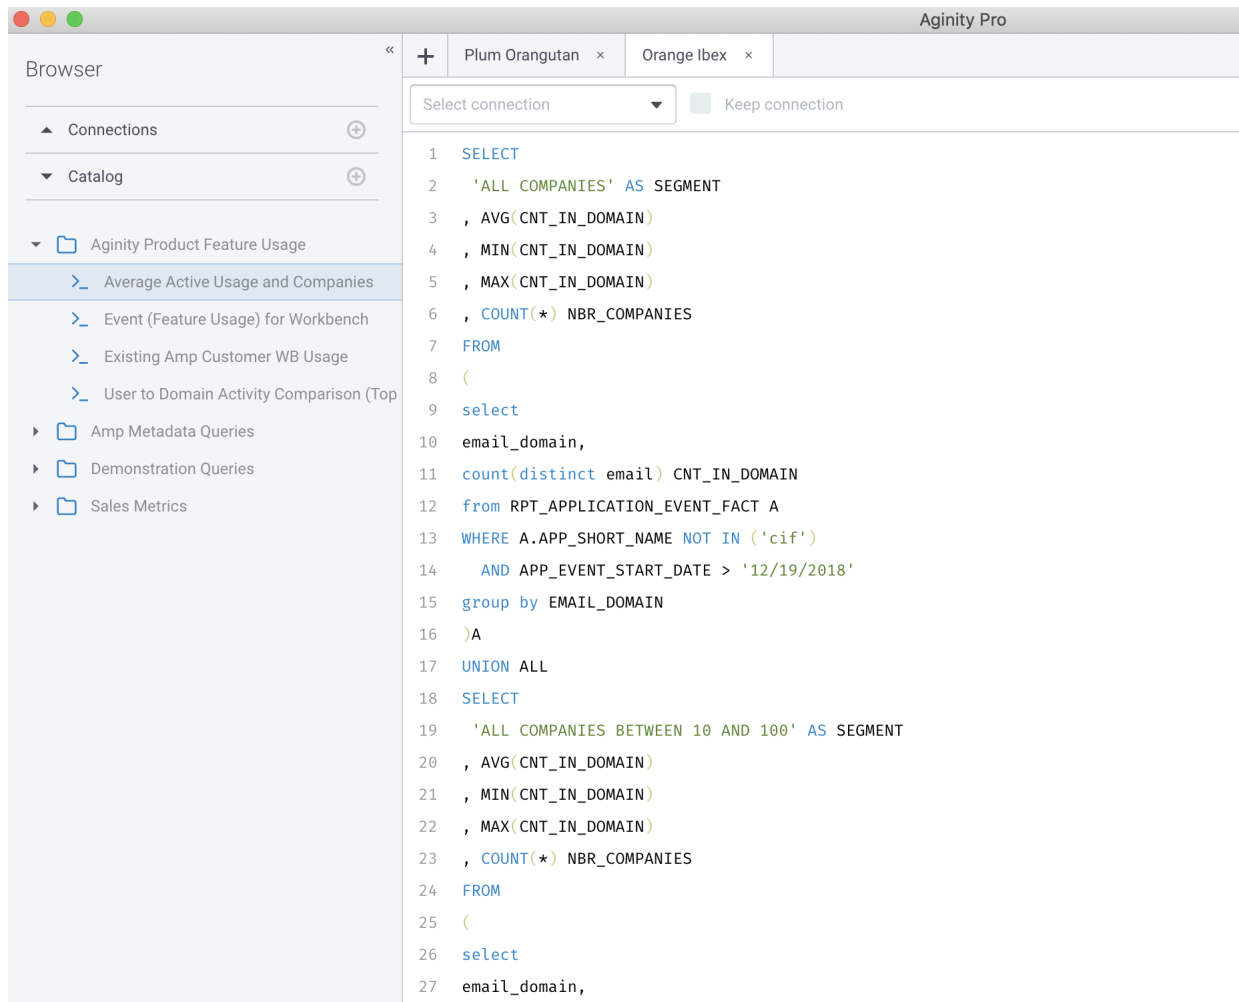 Aginity Pro
«
Browser
Connections
Catalog
Aginity Product Feature Usage
Average Active Usage and Companies
Event (Feature Usage) for Workbench
Existing Amp Customer WB Usage
User to Domain Activity Comparison (Top
Amp Metadata Queries
Demonstration Queries
Sales Metrics
+ Plum Orangutan × Orange Ibex ×
Select connection Keep connection
1 SELECT
2 'ALL COMPANIES' AS SEGMENT
3 , AVG(CNT_IN_DOMAIN)
4 , MIN(CNT_IN_DOMAIN)
5 , MAX(CNT_IN_DOMAIN)
6 , COUNT(*) NBR_COMPANIES
7 FROM
8 (
9 select
10 email_domain,
11 count(distinct email) CNT_IN_DOMAIN
12 from RPT_APPLICATION_EVENT_FACT A
13 WHERE A.APP_SHORT_NAME NOT IN ('cif')
14 AND APP_EVENT_START_DATE > '12/19/2018'
15 group by EMAIL_DOMAIN
16 )A
17 UNION ALL
18 SELECT
19 'ALL COMPANIES BETWEEN 10 AND 100' AS SEGMENT
20 , AVG(CNT_IN_DOMAIN)
21 , MIN(CNT_IN_DOMAIN)
22 , MAX(CNT_IN_DOMAIN)
23 , COUNT(*) NBR_COMPANIES
24 FROM
25 (
26 select
27 email_domain,